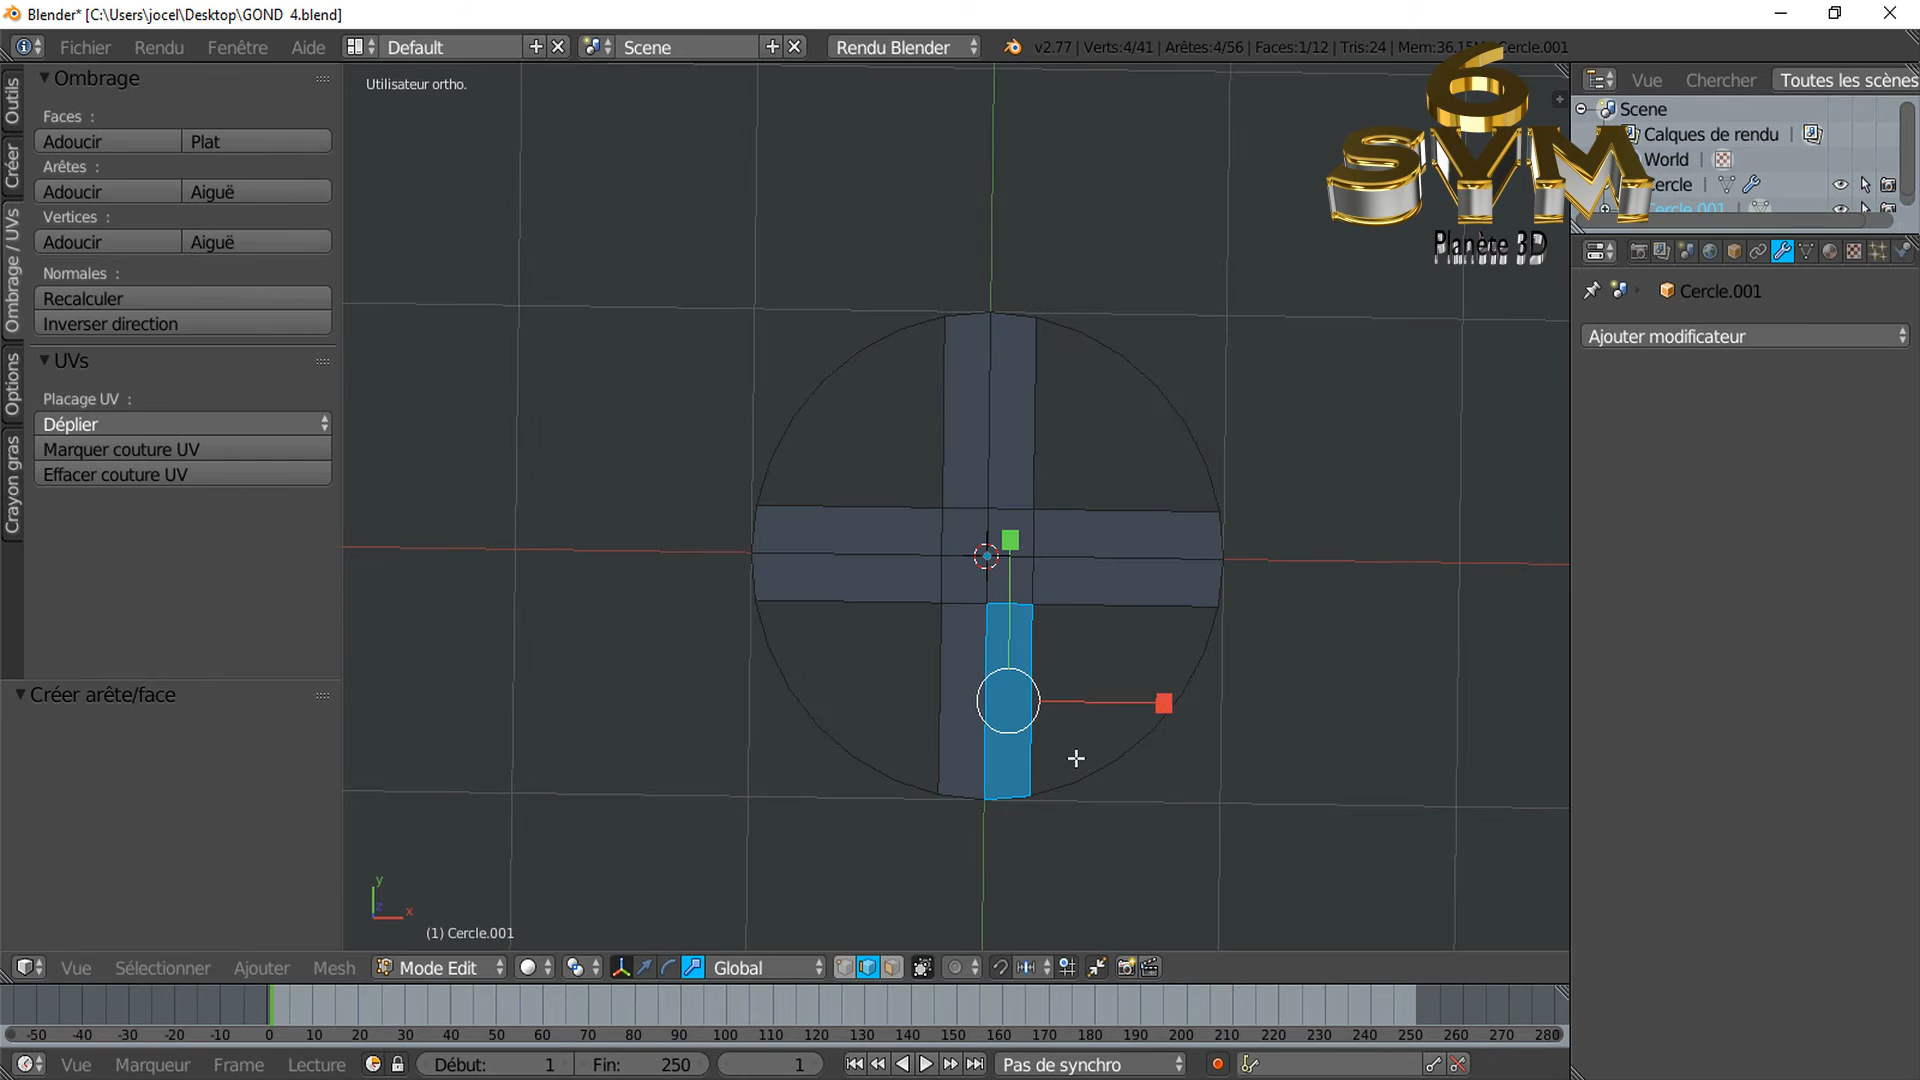 Blender* [C:\Users\jocel\Desktop\GOND  4.blend]
Fichier Rendu Fenêtre Aide Default Scene Rendu Blender v2.77 | Verts:4/41 | Arêtes:4/56 | Faces:1/12 | Tris:24 | Mem:36.15M Cercle.001
Outils
Créer
Ombrage / UVs
Options
Crayon gras
Ombrage
Faces :
Adoucir Plat
Arêtes :
Adoucir Aiguë
Vertices :
Adoucir Aiguë
Normales :
Recalculer
Inverser direction
UVs
Placage UV :
Déplier
Marquer couture UV
Effacer couture UV
Créer arête/face
Utilisateur ortho.
y
z
x
(1) Cercle.001
6
SYM
Planète 3D
Vue Chercher Toutes les scènes
Scene
Calques de rendu
World
Cercle
Cercle.001
Cercle.001
Ajouter modificateur
Vue Sélectionner Ajouter Mesh Mode Edit Global
-50 -40 -30 -20 -10 0 10 20 30 40 50 60 70 80 90 100 110 120 130 140 150 160 170 180 190 200 210 220 230 240 250 260 270 280
Vue Marqueur Frame Lecture Début: 1 Fin: 250 1 Pas de synchro